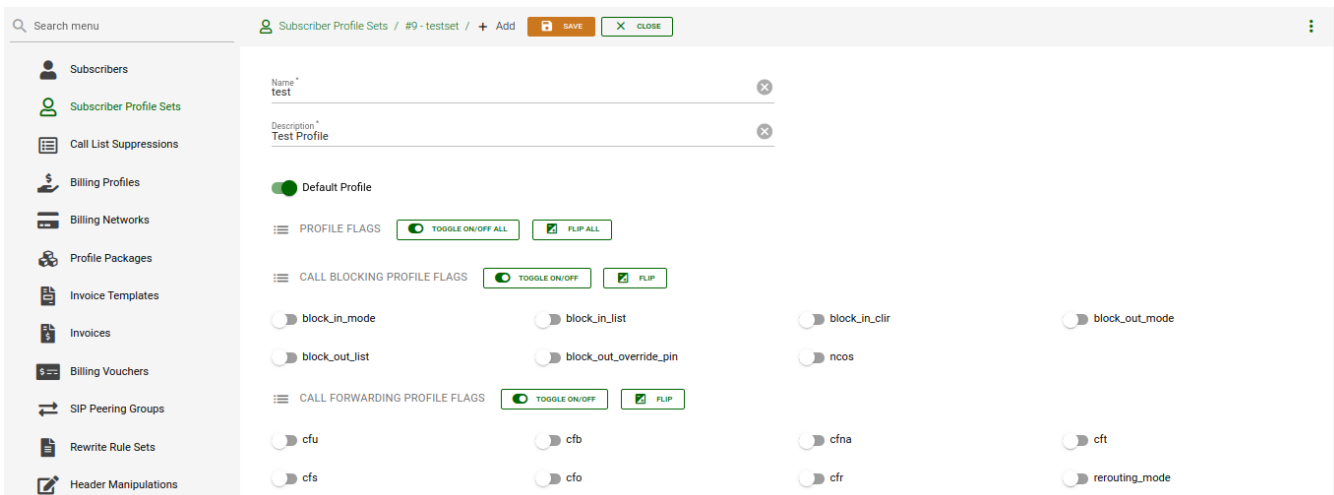 Search menu
Subscriber Profile Sets / #9 - testset / + Add SAVE CLOSE
Subscribers
Subscriber Profile Sets
Call List Suppressions
Billing Profiles
Billing Networks
Profile Packages
Invoice Templates
Invoices
Billing Vouchers
SIP Peering Groups
Rewrite Rule Sets
Header Manipulations
Name*
test
Description*
Test Profile
Default Profile
PROFILE FLAGS TOGGLE ON/OFF ALL FLIP ALL
CALL BLOCKING PROFILE FLAGS TOGGLE ON/OFF FLIP
block_in_mode block_in_list block_in_clir block_out_mode
block_out_list block_out_override_pin ncos
CALL FORWARDING PROFILE FLAGS TOGGLE ON/OFF FLIP
cfu cfb cfna cft
cfs cfo cfr rerouting_mode